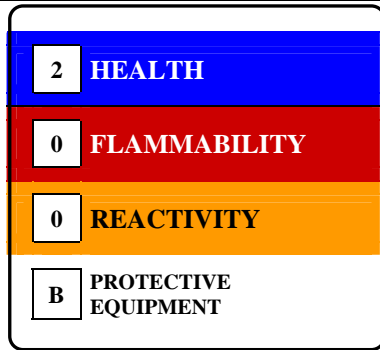 2 HEALTH
0 FLAMMABILITY
0 REACTIVITY
B PROTECTIVE
EQUIPMENT